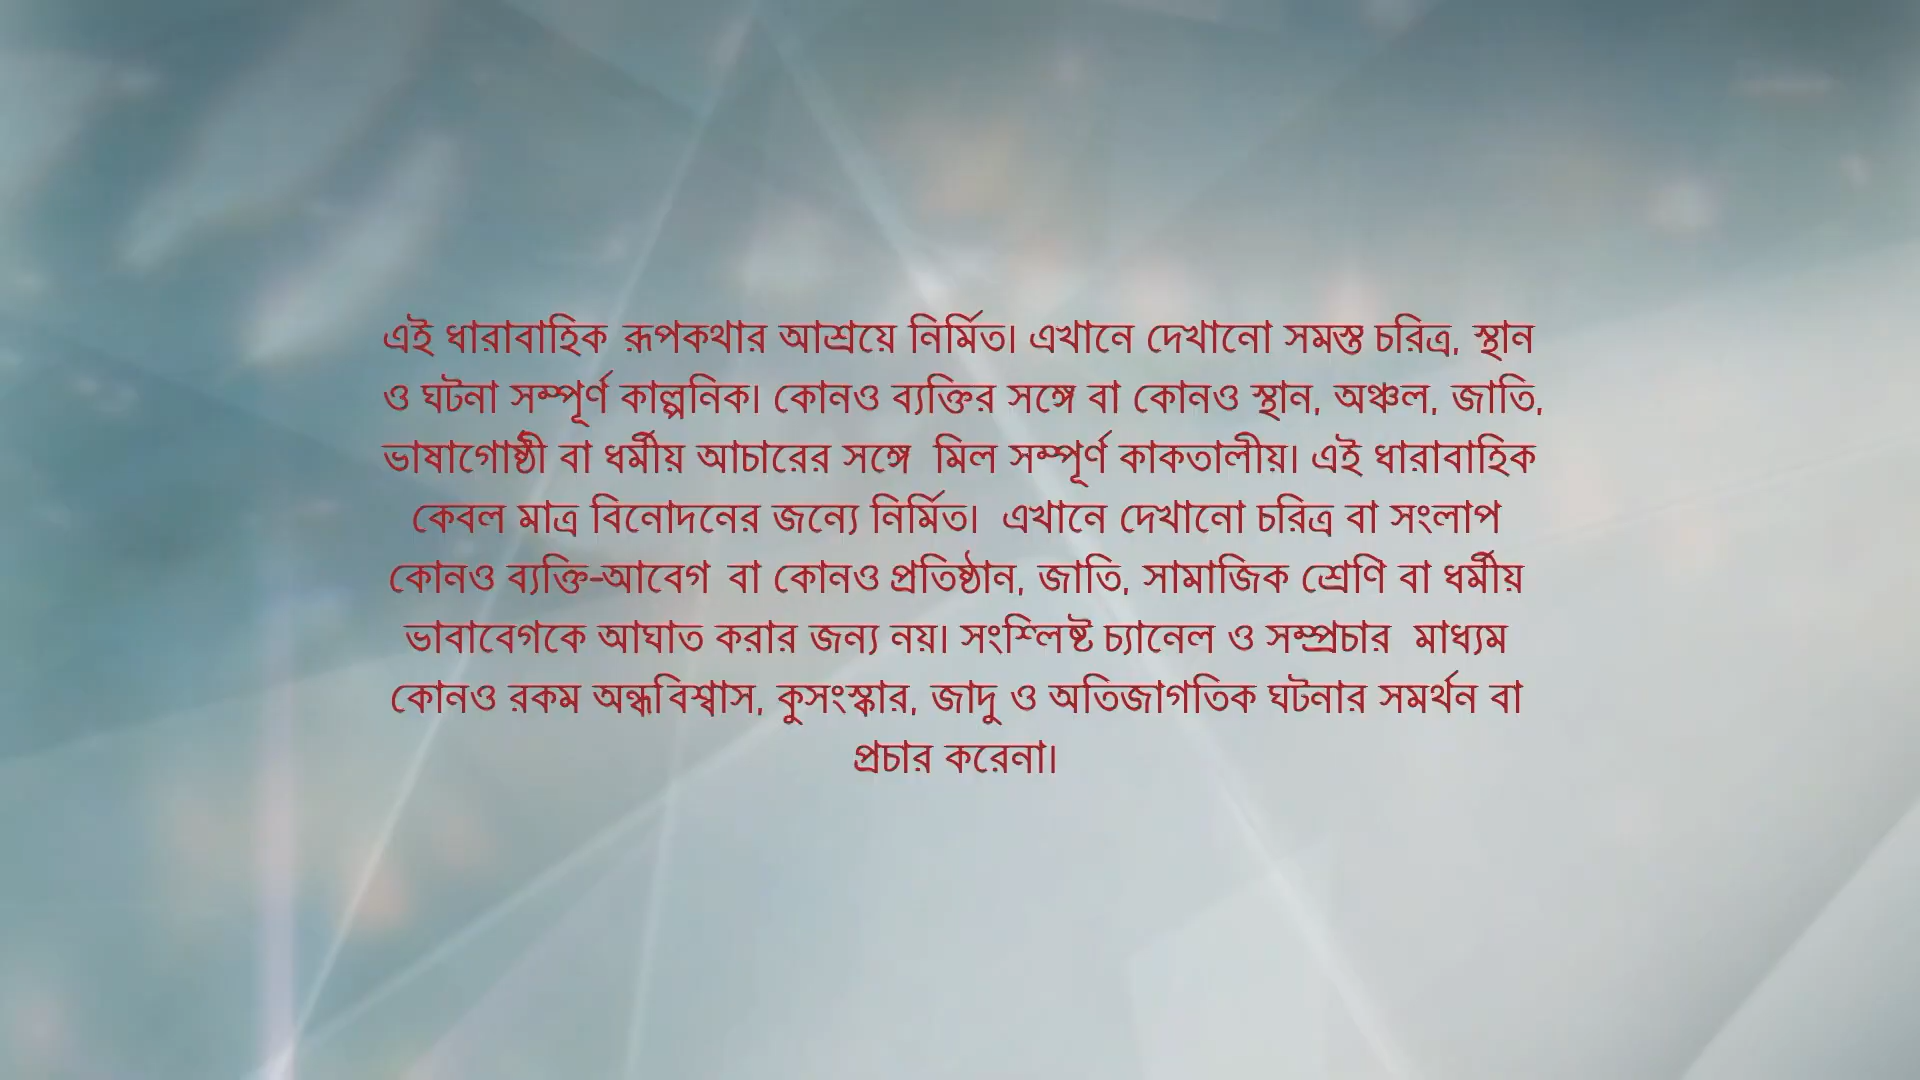 এই ধারাবাহিক রূপকথার আশ্রয়ে নির্মিত। এখানে দেখানো সমস্ত চরিত্র, স্থান
ও ঘটনা সম্পূর্ণ কাল্পনিক। কোনও ব্যক্তির সঙ্গে বা কোনও স্থান, অঞ্চল, জাতি,
ভাষাগোষ্ঠী বা ধর্মীয় আচারের সঙ্গে মিল সম্পূর্ণ কাকতালীয়। এই ধারাবাহিক
কেবল মাত্র বিনোদনের জন্যে নির্মিত। এখানে দেখানো চরিত্র বা সংলাপ
কোনও ব্যক্তি-আবেগ বা কোনও প্রতিষ্ঠান, জাতি, সামাজিক শ্রেণি বা ধর্মীয়
ভাবাবেগকে আঘাত করার জন্য নয়। সংশ্লিষ্ট চ্যানেল ও সম্প্রচার মাধ্যম
কোনও রকম অন্ধবিশ্বাস, কুসংস্কার, জাদু ও অতিজাগতিক ঘটনার সমর্থন বা
প্রচার করেনা।